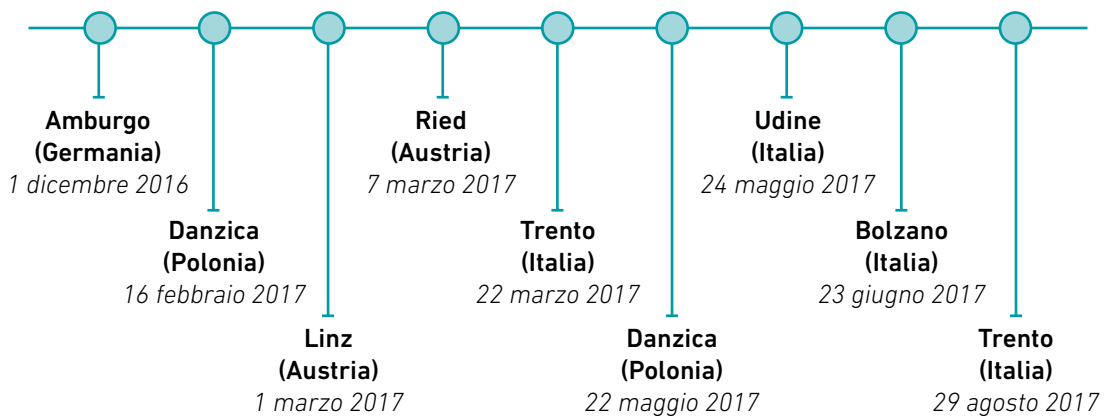 Amburgo
(Germania)
1 dicembre 2016
Danzica
(Polonia)
16 febbraio 2017
Linz
(Austria)
1 marzo 2017
Ried
(Austria)
7 marzo 2017
Trento
(Italia)
22 marzo 2017
Danzica
(Polonia)
22 maggio 2017
Udine
(Italia)
24 maggio 2017
Bolzano
(Italia)
23 giugno 2017
Trento
(Italia)
29 agosto 2017